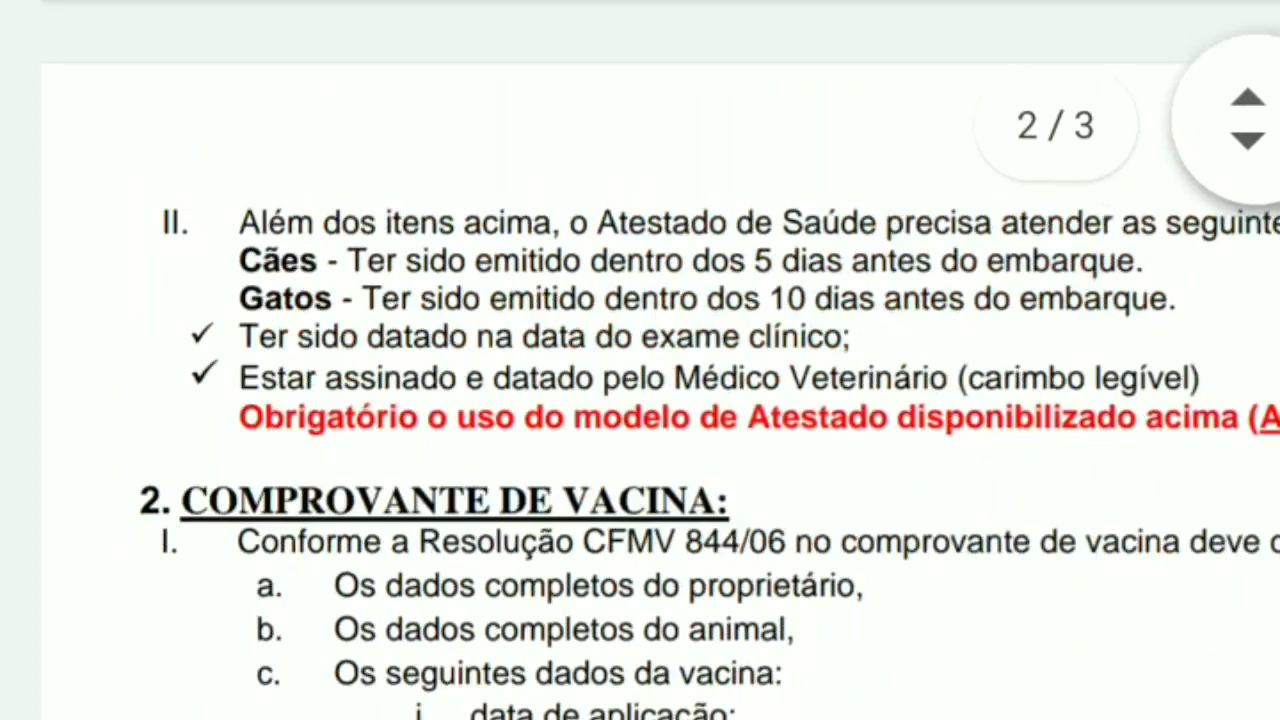 2 / 3
II. Além dos itens acima, o Atestado de Saúde precisa atender as
Cães - Ter sido emitido dentro dos 5 dias antes do embarque.
Gatos - Ter sido emitido dentro dos 10 dias antes do embarque.
✓ Ter sido datado na data do exame clínico;
✓ Estar assinado e datado pelo Médico Veterinário (carimbo legível)
Obrigatório o uso do modelo de Atestado disponibilizado acima (A
2. COMPROVANTE DE VACINA:
I. Conforme a Resolução CFMV 844/06 no comprovante de vacina deve
a. Os dados completos do proprietário,
b. Os dados completos do animal,
c. Os seguintes dados da vacina:
i. data de aplicação;